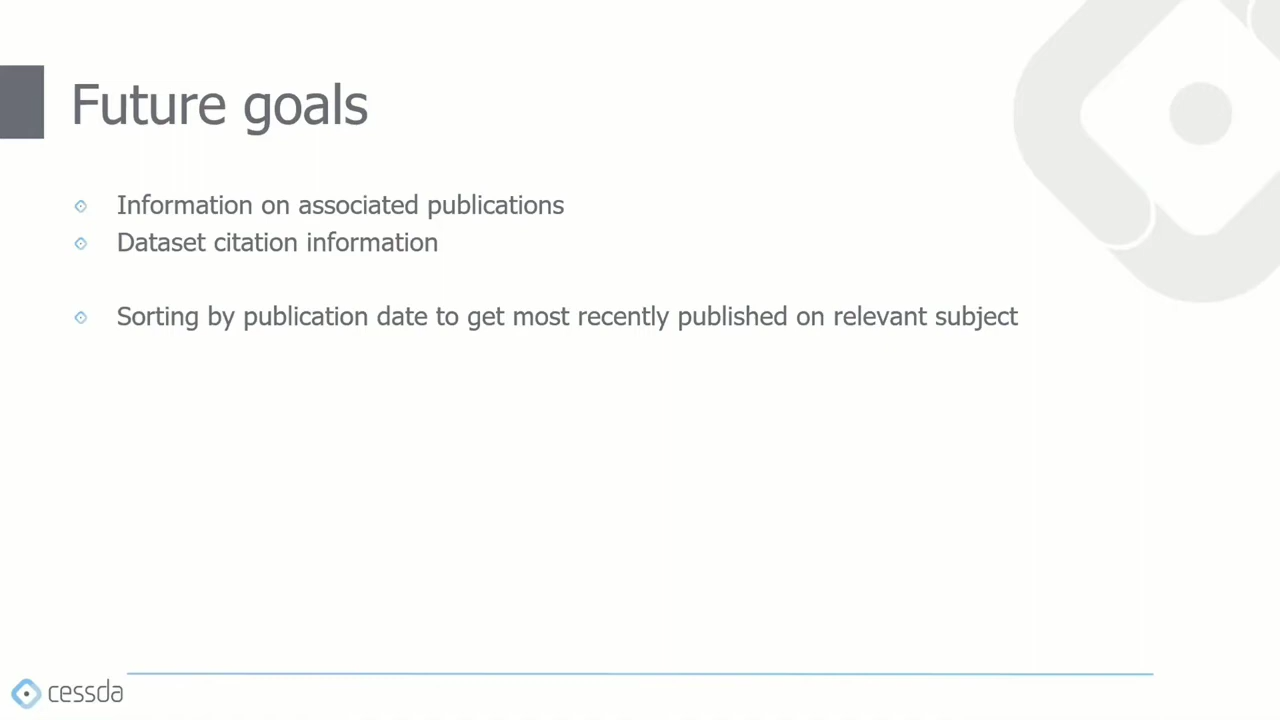 Future goals
Information on associated publications
Dataset citation information
Sorting by publication date to get most recently published on relevant subject
cessda